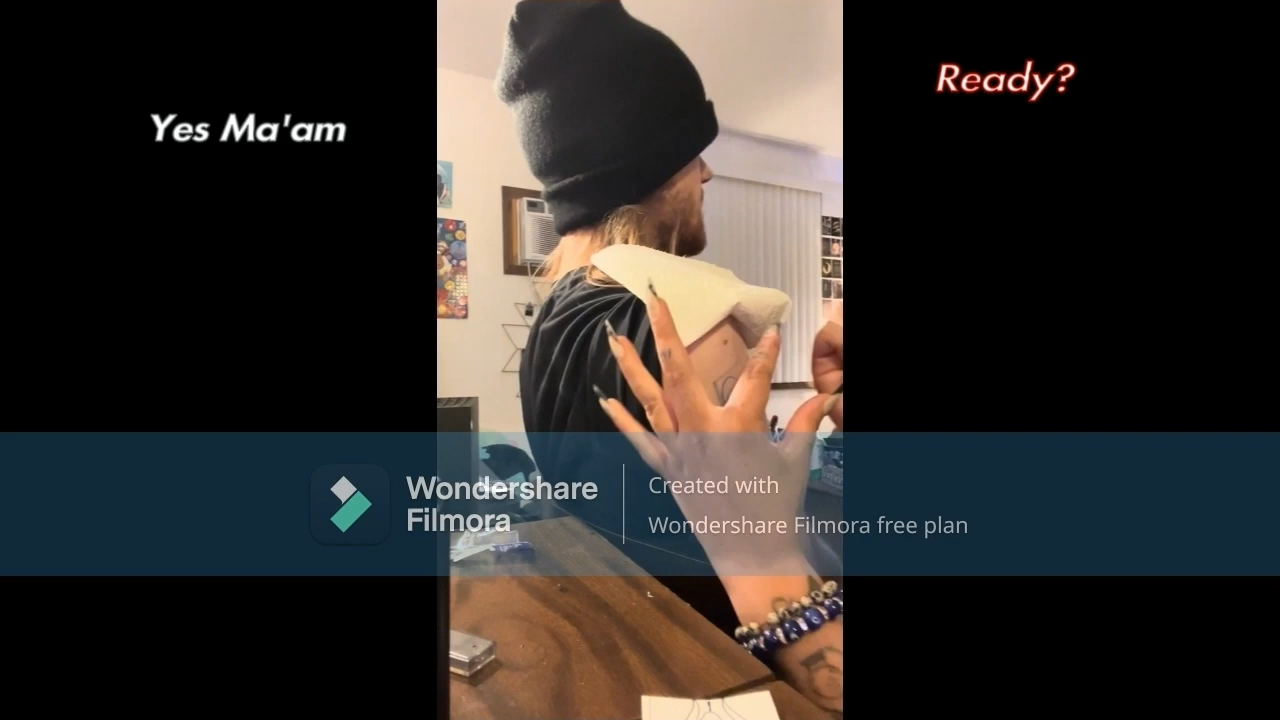 Ready?
Yes Ma'am
Wondershare
Filmora
Created with
Wondershare Filmora free plan